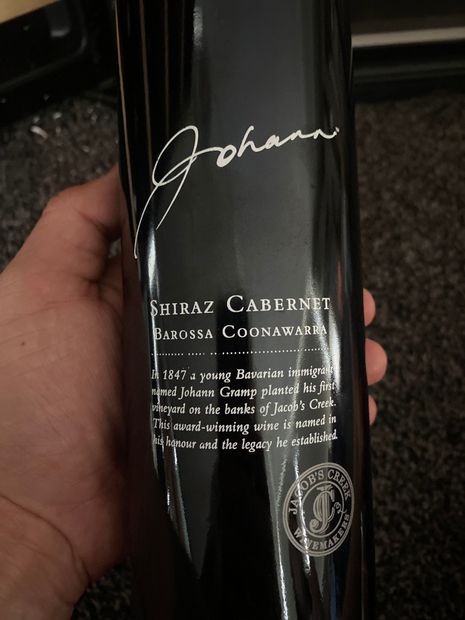 Johann
SHIRAZ CABERNET
BAROSSA COONAWARRA
In 1847 a young Bavarian immigrant
named Johann Gramp planted his first
vineyard on the banks of Jacob's Creek.
This award-winning wine is named in
his honour and the legacy he established.
JACOB'S CREEK
JC
WINEMAKERS